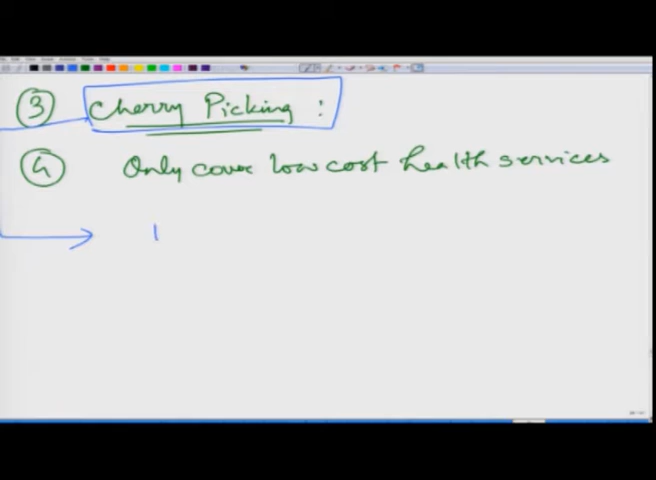 ③ Cherry Picking :
④ Only cover low cost health services